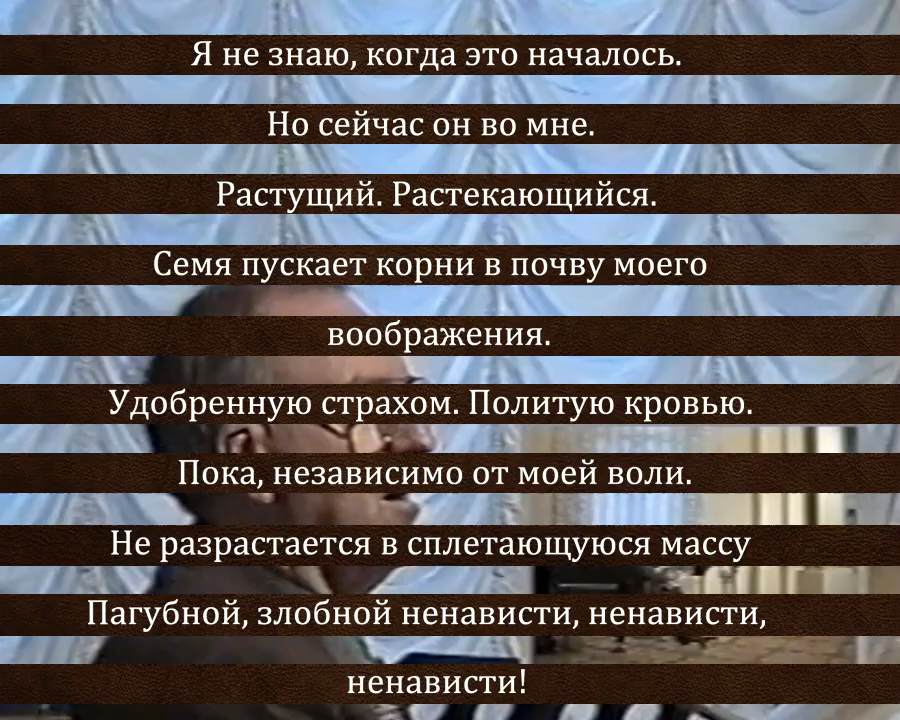 Я не знаю, когда это началось.
Но сейчас он во мне.
Растущий. Растекающийся.
Семя пускает корни в почву моего
воображения.
Удобренную страхом. Политую кровью.
Пока, независимо от моей воли.
Не разрастается в сплетающуюся массу
Пагубной, злобной ненависти, ненависти,
ненависти!